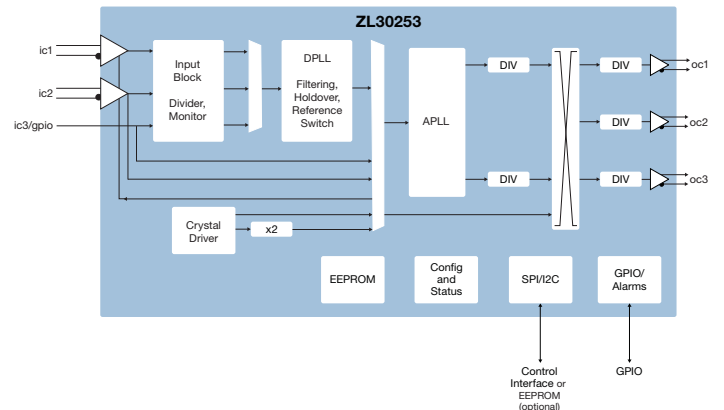 ZL30253
ic1
ic2
ic3/gpio
Input
Block
Divider,
Monitor
DPLL
Filtering,
Holdover,
Reference
Switch
APLL
DIV
DIV
DIV
DIV
DIV
oc1
oc2
oc3
Crystal
Driver
x2
EEPROM
Config
and
Status
SPI/I2C
GPIO/
Alarms
Control
Interface or
EEPROM
(optional)
GPIO